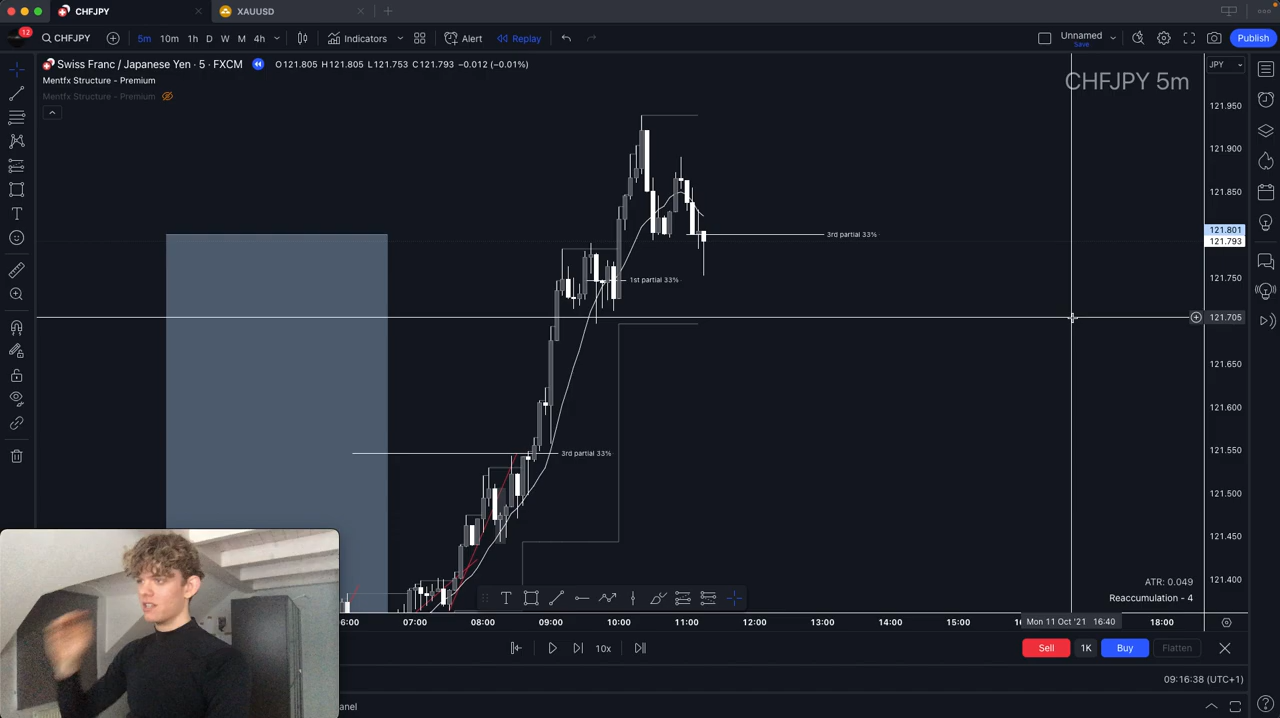 CHFJPY
XAUUSD
12
CHFJPY
5m 10m 1h D W M 4h
Indicators
Alert
Replay
Unnamed
Save
Publish
Swiss Franc / Japanese Yen · 5 · FXCM
O121.805 H121.805 L121.753 C121.793 −0.012 (−0.01%)
JPY
Mentfx Structure - Premium
Mentfx Structure - Premium
CHFJPY 5m
121.950
121.900
121.850
121.801
121.793
121.750
121.705
121.650
121.600
121.550
121.500
121.450
121.400
3rd partial 33%
1st partial 33%
3rd partial 33%
ATR: 0.049
Reaccumulation - 4
06:00 07:00 08:00 09:00 10:00 11:00 12:00 13:00 14:00 15:00 Mon 11 Oct '21 16:40 18:00
10x
Sell
1K
Buy
Flatten
09:16:38 (UTC+1)
anel